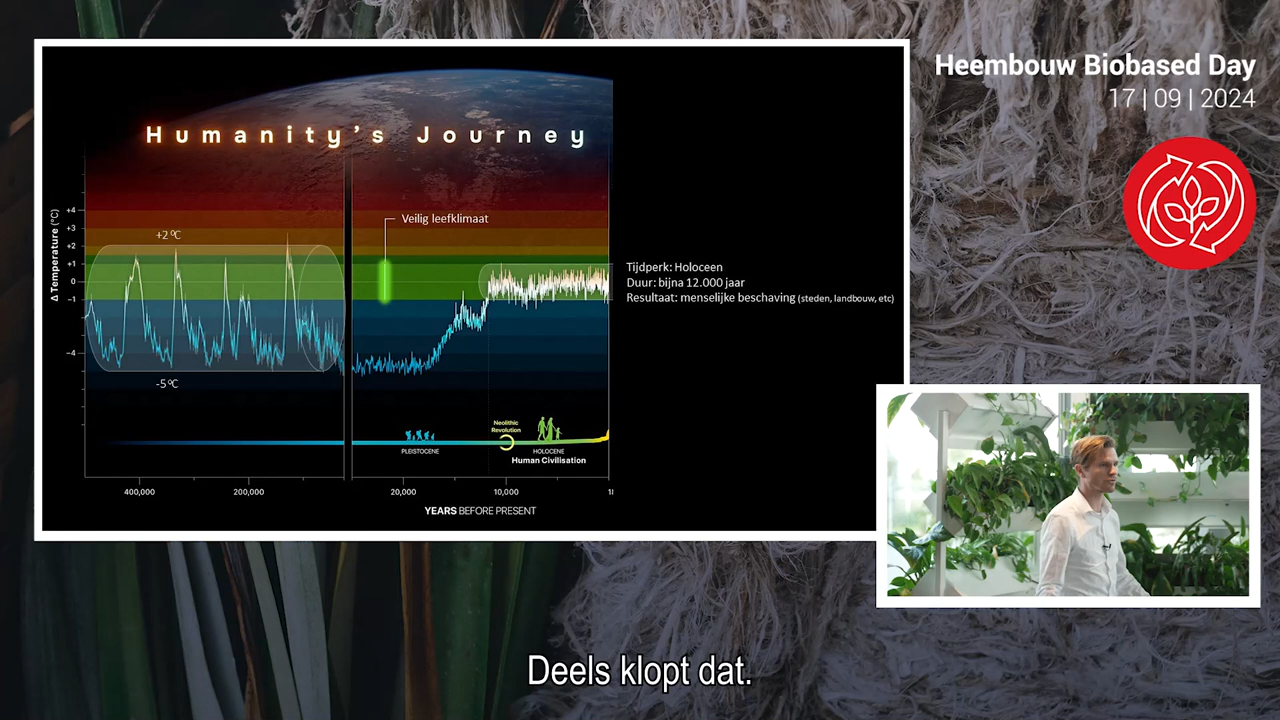 Heembouw Biobased Day
17 | 09 | 2024
Humanity's Journey
Δ Temperature (°C)
+4
+3
+2
+1
0
−1
−4
+2 ºC
-5 ºC
Veilig leefklimaat
Tijdperk: Holoceen
Duur: bijna 12.000 jaar
Resultaat: menselijke beschaving (steden, landbouw, etc)
Neolithic
Revolution
PLEISTOCENE
HOLOCENE
Human Civilisation
400,000
200,000
20,000
10,000
YEARS BEFORE PRESENT
Deels klopt dat.